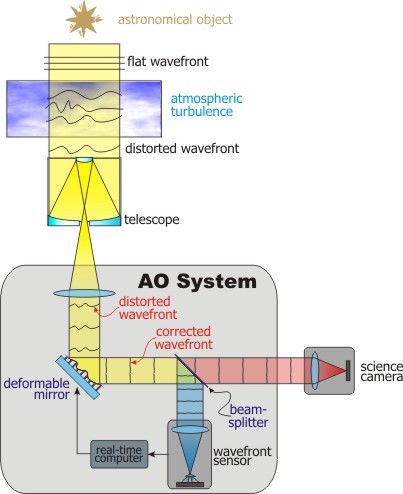 astronomical object
flat wavefront
atmospheric
turbulence
distorted wavefront
telescope
AO System
distorted
wavefront
corrected
wavefront
deformable
mirror
science
camera
beam-
splitter
real-time
computer
wavefront
sensor